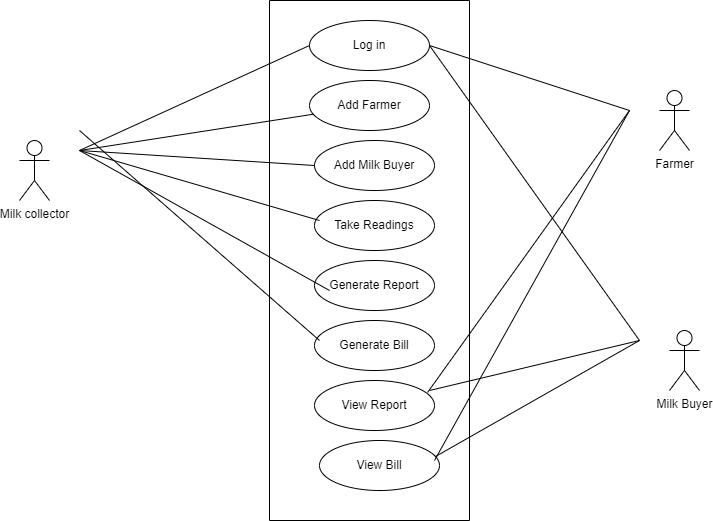 Log in
Add Farmer
Add Milk Buyer
Take Readings
Generate Report
Generate Bill
View Report
View Bill
Milk collector
Farmer
Milk Buyer